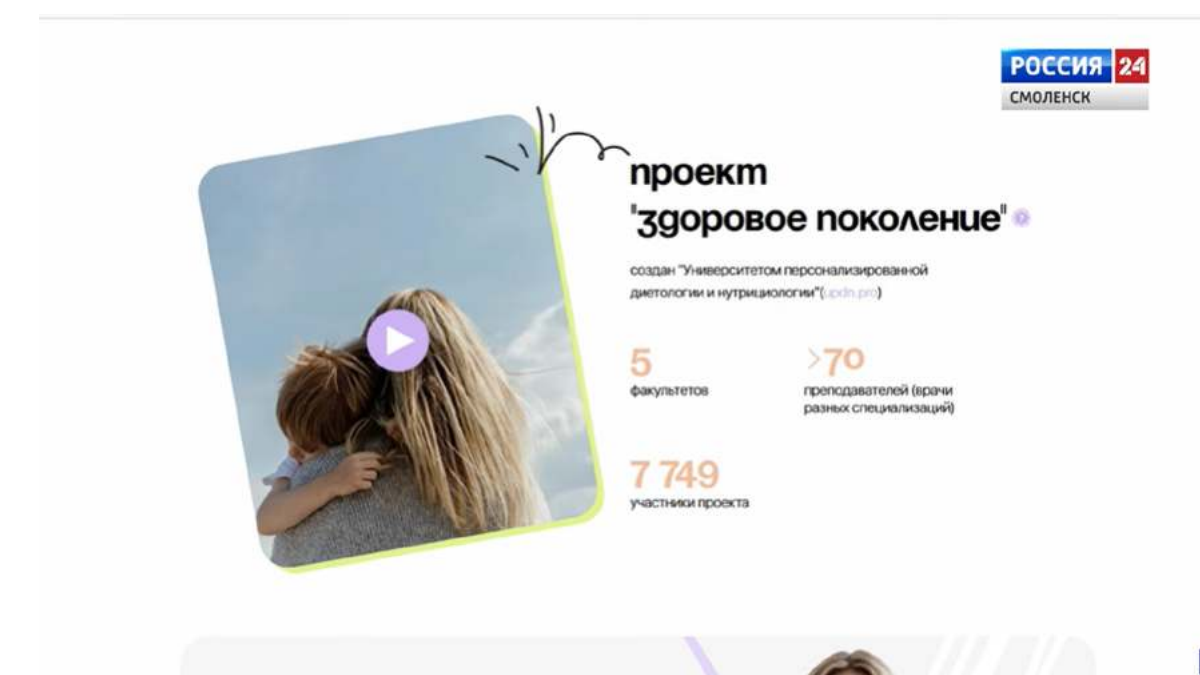 РОССИЯ 24
СМОЛЕНСК
проект
"здоровое поколение"
создан "Университетом персонализированной
диетологии и нутрициологии"(updn.pro)
5
факультетов
>70
преподавателей (врачи
разных специализаций)
7 749
участники проекта